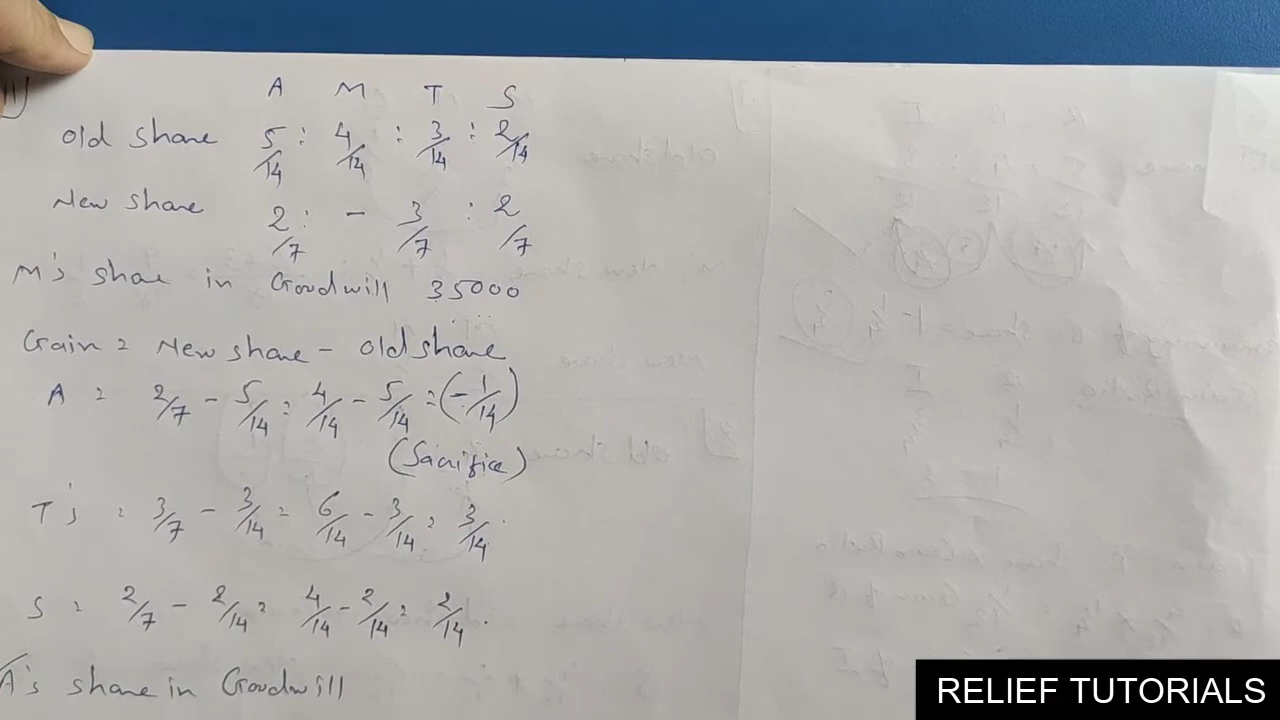 A M T S
old share 5/14 : 4/14 : 3/14 : 2/14
New share 2/7 : - 3/7 : 2/7
M's share in Goodwill 35000
Gain = New share - old share
A = 2/7 - 5/14 = 4/14 - 5/14 = (-1/14)
(Sacrifice)
T's = 3/7 - 3/14 = 6/14 - 3/14 = 3/14.
S = 2/7 - 2/14 = 4/14 - 2/14 = 2/14.
A's share in Goodwill
RELIEF TUTORIALS